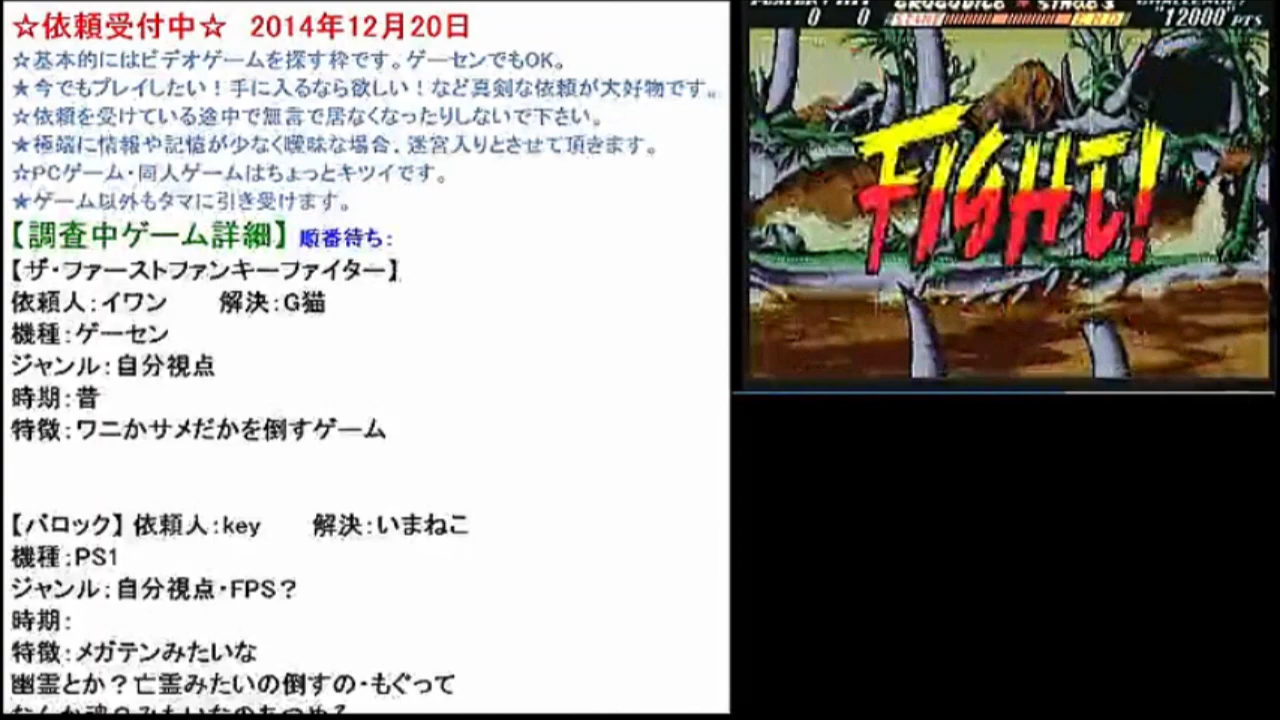 ☆依頼受付中☆ 2014年12月20日
☆基本的にはビデオゲームを探す枠です。ゲーセンでもOK。
★今でもプレイしたい！手に入るなら欲しい！など真剣な依頼が大好物です。
☆依頼を受けている途中で無言で居なくなったりしないで下さい。
★極端に情報や記憶が少なく曖昧な場合、迷宮入りとさせて頂きます。
☆PCゲーム・同人ゲームはちょっとキツイです。
★ゲーム以外もタマに引き受けます。
【調査中ゲーム詳細】 順番待ち：
【ザ・ファーストファンキーファイター】
依頼人：イワン 解決：G猫
機種：ゲーセン
ジャンル：自分視点
時期：昔
特徴：ワニかサメだかを倒すゲーム
【バロック】 依頼人：key 解決：いまねこ
機種：PS1
ジャンル：自分視点・FPS？
時期：
特徴：メガテンみたいな
幽霊とか？亡霊みたいの倒すの・もぐって
0 0 START END 12000 PTS
FIGHT!